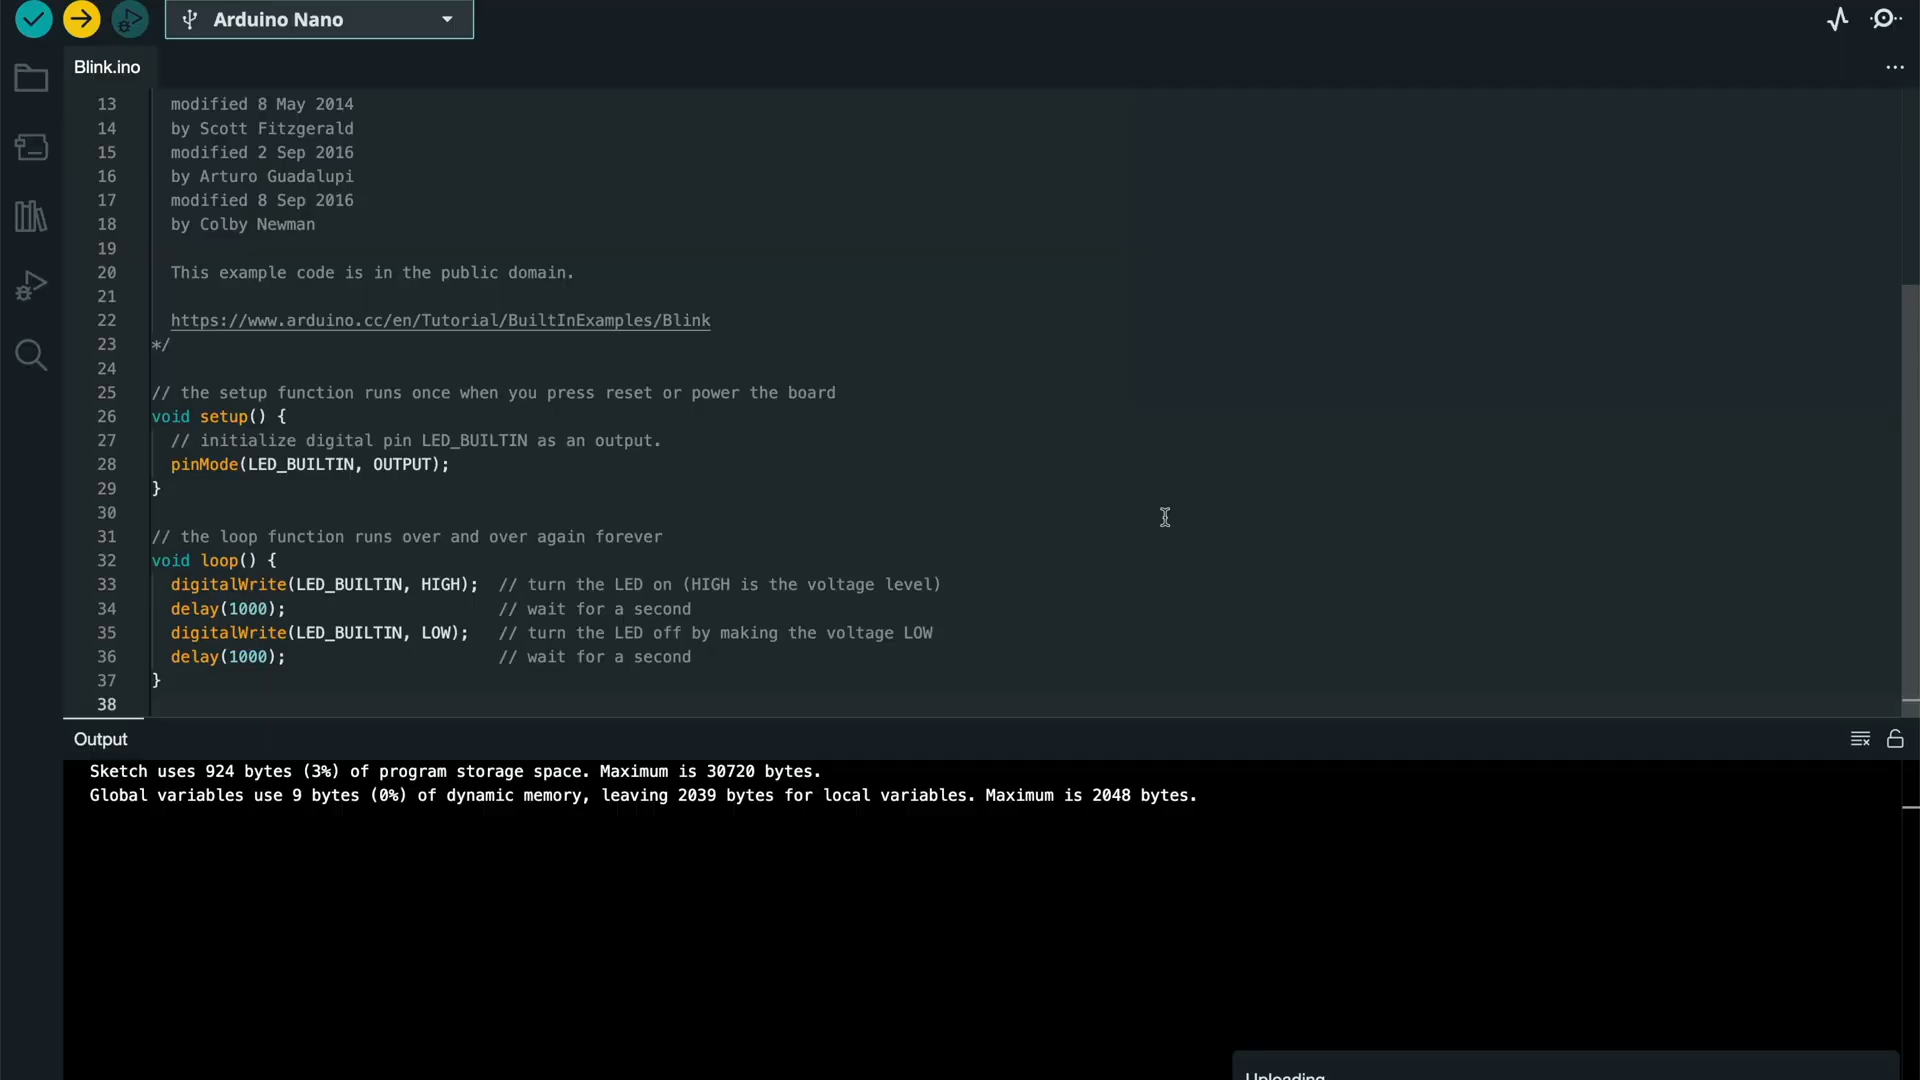 Arduino Nano
Blink.ino
13 modified 8 May 2014
14 by Scott Fitzgerald
15 modified 2 Sep 2016
16 by Arturo Guadalupi
17 modified 8 Sep 2016
18 by Colby Newman
19
20 This example code is in the public domain.
21
22 https://www.arduino.cc/en/Tutorial/BuiltInExamples/Blink
23 */
24
25 // the setup function runs once when you press reset or power the board
26 void setup() {
27 // initialize digital pin LED_BUILTIN as an output.
28 pinMode(LED_BUILTIN, OUTPUT);
29 }
30
31 // the loop function runs over and over again forever
32 void loop() {
33 digitalWrite(LED_BUILTIN, HIGH); // turn the LED on (HIGH is the voltage level)
34 delay(1000); // wait for a second
35 digitalWrite(LED_BUILTIN, LOW); // turn the LED off by making the voltage LOW
36 delay(1000); // wait for a second
37 }
38
Output
Sketch uses 924 bytes (3%) of program storage space. Maximum is 30720 bytes.
Global variables use 9 bytes (0%) of dynamic memory, leaving 2039 bytes for local variables. Maximum is 2048 bytes.
Uploading